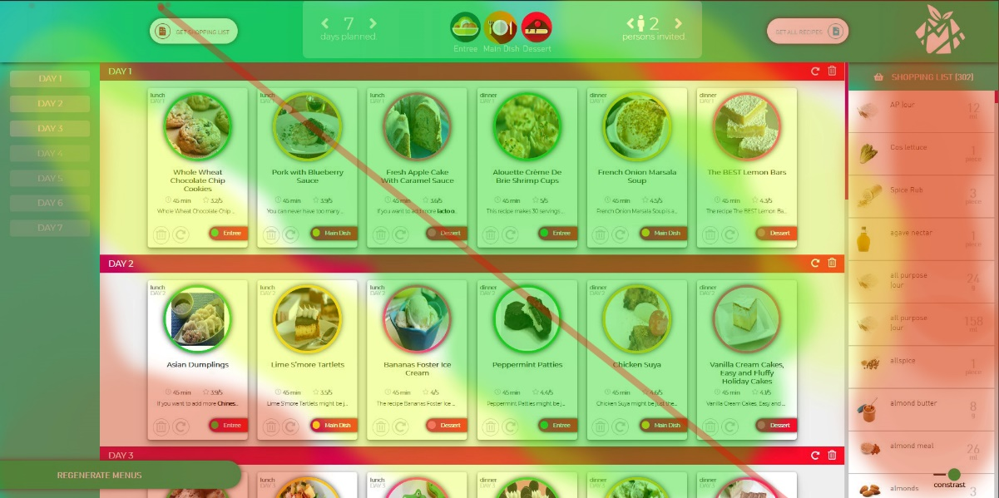 GET SHOPPING LIST
7
days planned.
Entree Main Dish Dessert
2
persons invited.
GET ALL RECIPES
DAY 1
DAY 2
DAY 3
DAY 4
DAY 5
DAY 6
DAY 7
REGENERATE MENUS
DAY 1
lunch
DAY 1
Whole Wheat
Chocolate Chip
Cookies
45 min 3.2/5
Whole Wheat Chocolate Chip ...
Entree
lunch
DAY 1
Pork with Blueberry
Sauce
45 min 3.9/5
You can never have too many ...
Main Dish
lunch
DAY 1
Fresh Apple Cake
With Caramel Sauce
45 min 3.6/5
If you want to add more lacto o...
Dessert
dinner
DAY 1
Alouette Crème De
Brie Shrimp Cups
45 min 5/5
This recipe makes 30 servings ...
Entree
dinner
DAY 1
French Onion Marsala
Soup
45 min 4.5/5
French Onion Marsala Soup is a...
Main Dish
dinner
DAY 1
The BEST Lemon Bars
45 min 4.3/5
The recipe The BEST Lemon Ba...
Dessert
DAY 2
lunch
DAY 2
Asian Dumplings
45 min 3.9/5
If you want to add more Chines...
Entree
lunch
DAY 2
Lime S'more Tartlets
45 min 3.5/5
Lime S'more Tartlets might be j...
Main Dish
lunch
DAY 2
Bananas Foster Ice
Cream
45 min 4/5
The recipe Bananas Foster Ice ...
Dessert
dinner
DAY 2
Peppermint Patties
45 min 4.4/5
Peppermint Patties might be j...
Entree
dinner
DAY 2
Chicken Suya
45 min 4.6/5
Chicken Suya might be just the...
Main Dish
dinner
DAY 2
Vanilla Cream Cakes,
Easy and Fluffy
Holiday Cakes
45 min 4.1/5
Vanilla Cream Cakes, Easy and ...
Dessert
DAY 3
lunch
lunch
lunch
dinner
dinner
dinner
SHOPPING LIST (302)
AP lour
12
ml
Cos lettuce
1
piece
Spice Rub
3
piece
agave nectar
1
piece
all purpose
lour
24
g
all purpose
lour
158
ml
allspice
1
piece
almond butter
8
g
almond meal
26
ml
almonds
3
constrast